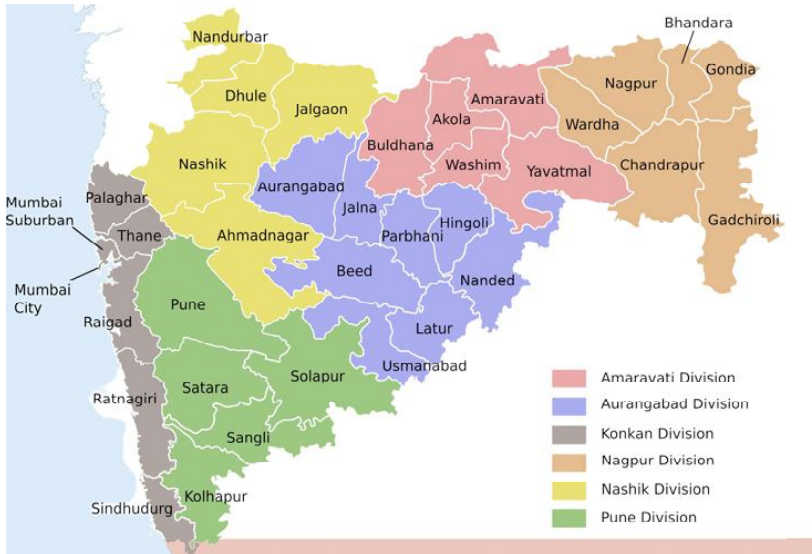 Bhandara
Nandurbar
Nagpur
Gondia
Dhule
Jalgaon
Amaravati
Akola
Wardha
Buldhana
Nashik
Washim
Yavatmal
Chandrapur
Aurangabad
Palaghar
Mumbai
Suburban
Jalna
Hingoli
Gadchiroli
Thane
Ahmadnagar
Parbhani
Beed
Nanded
Mumbai
City
Pune
Raigad
Latur
Usmanabad
Solapur
Satara
Ratnagiri
Sangli
Kolhapur
Sindhudurg
Amaravati Division
Aurangabad Division
Konkan Division
Nagpur Division
Nashik Division
Pune Division